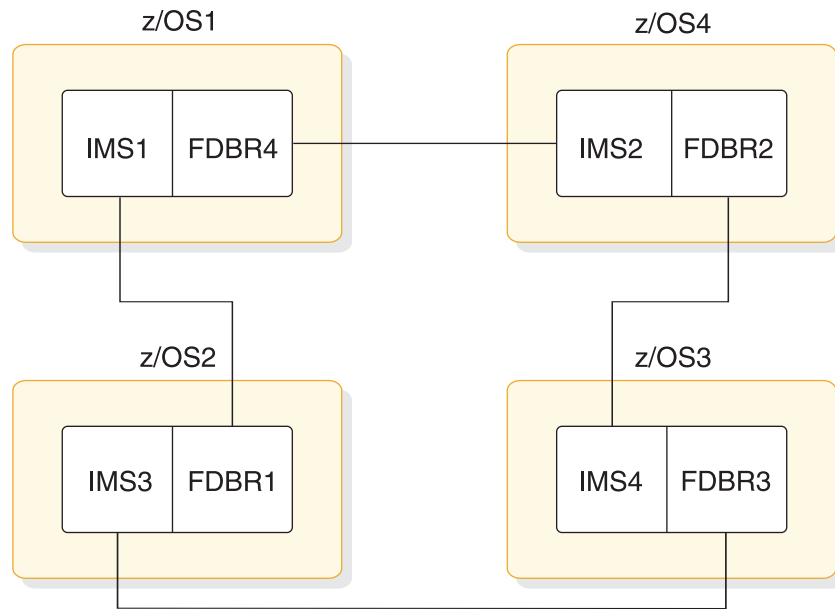 z/OS1
z/OS4
IMS1
FDBR4
IMS2
FDBR2
z/OS2
z/OS3
IMS3
FDBR1
IMS4
FDBR3